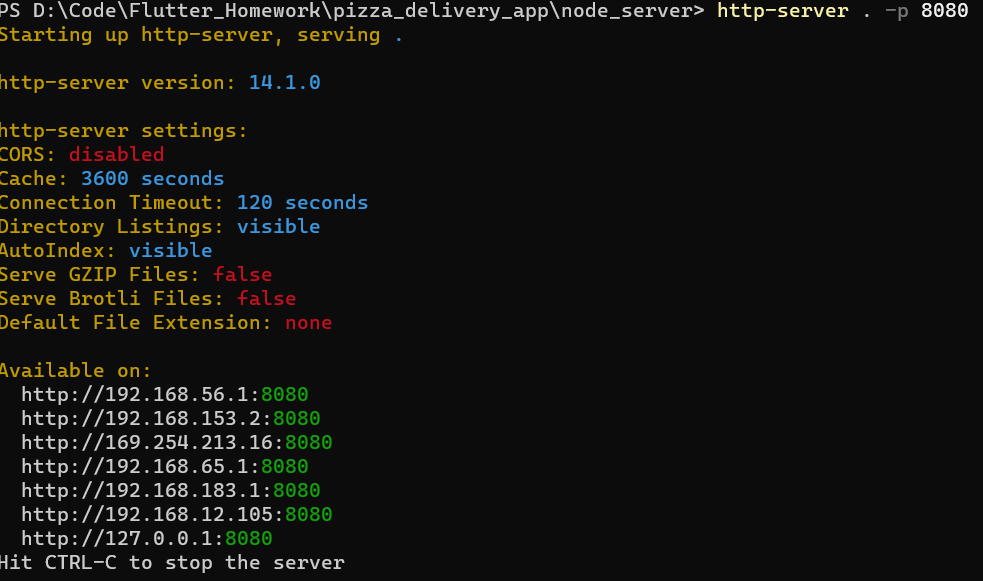 PS D:\Code\Flutter_Homework\pizza_delivery_app\node_server> http-server . -p 8080
Starting up http-server, serving .
http-server version: 14.1.0
http-server settings:
CORS: disabled
Cache: 3600 seconds
Connection Timeout: 120 seconds
Directory Listings: visible
AutoIndex: visible
Serve GZIP Files: false
Serve Brotli Files: false
Default File Extension: none
Available on:
http://192.168.56.1:8080
http://192.168.153.2:8080
http://169.254.213.16:8080
http://192.168.65.1:8080
http://192.168.183.1:8080
http://192.168.12.105:8080
http://127.0.0.1:8080
Hit CTRL-C to stop the server